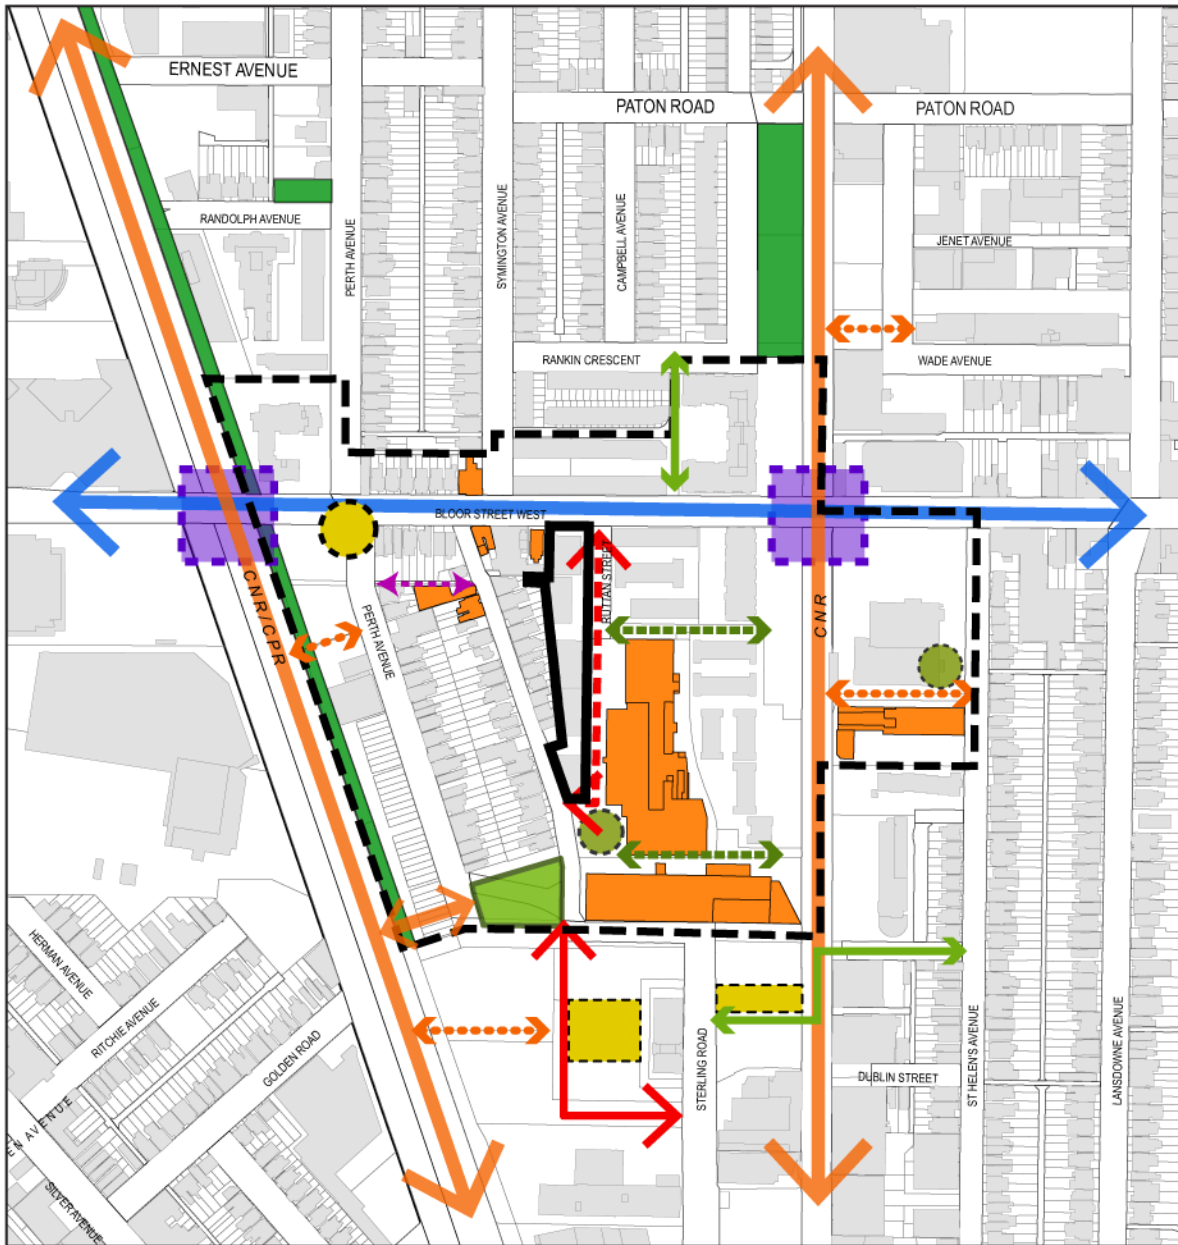 ERNEST AVENUE
PATON ROAD
PATON ROAD
RANDOLPH AVENUE
PERTH AVENUE
SYMINGTON AVENUE
CAMPBELL AVENUE
JENET AVENUE
RANKIN CRESCENT
WADE AVENUE
BLOOR STREET WEST
RUTTAN STREET
CNR/CPR
PERTH AVENUE
CNR
HERMAN AVENUE
RITCHIE AVENUE
GOLDEN ROAD
STERLING ROAD
DUBLIN STREET
ST HELEN'S AVENUE
LANSDOWNE AVENUE
SILVER AVENUE